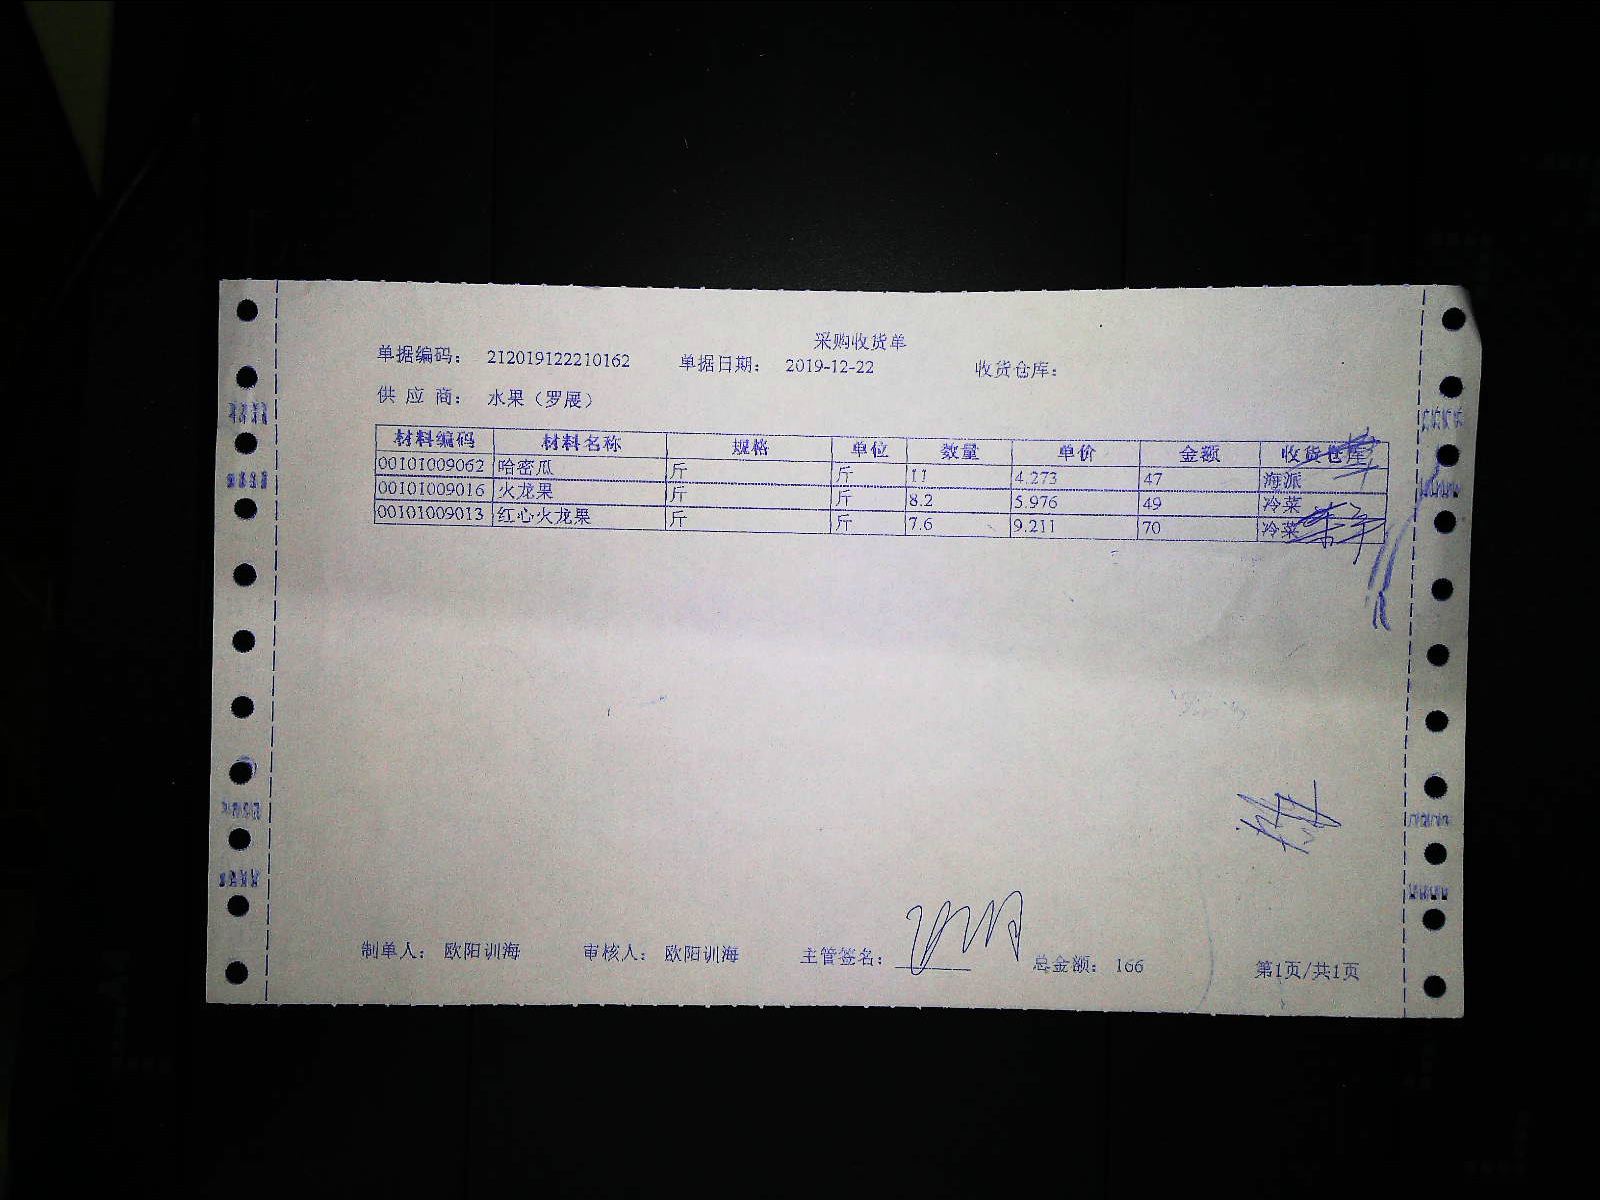 采购收货单
单据编码： 212019122210162 单据日期： 2019-12-22 收货仓库：
供 应 商： 水果（罗展）
材料编码 材料名称 规格 单位 数量 单价 金额 收货仓库
00101009062 哈密瓜 斤 斤 11 4.273 47 海派
00101009016 火龙果 斤 斤 8.2 5.976 49 冷菜
00101009013 红心火龙果 斤 斤 7.6 9.211 70 冷菜
制单人： 欧阳训海 审核人： 欧阳训海 主管签名： 总金额： 166 第1页/共1页